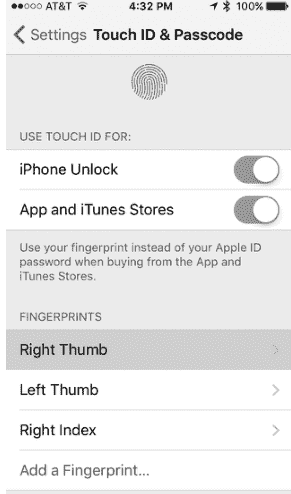 AT&T 4:32 PM 100%
Settings Touch ID & Passcode
USE TOUCH ID FOR:
iPhone Unlock
App and iTunes Stores
Use your fingerprint instead of your Apple ID
password when buying from the App and
iTunes Stores.
FINGERPRINTS
Right Thumb
Left Thumb
Right Index
Add a Fingerprint...